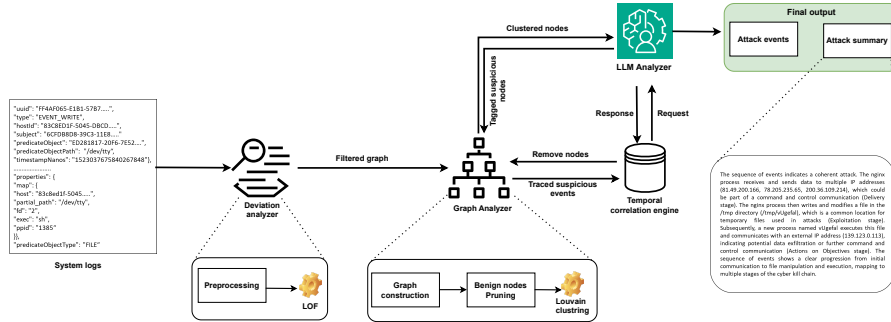 "uuid": "FF4AF065-E1B1-57B7.....",
"type": "EVENT_WRITE",
"hostId": "83C8ED1F-5045-DBCD.....",
"subject": "6CFDB8D8-39C3-11E8....."
"predicateObject": "ED281817-20F6-7E52.....",
"predicateObjectPath": "/dev/tty",
"timestampNanos": "1523037675840267848"},
......................
"properties": {
"map": {
"host": "83c8ed1f-5045.....",
"partial_path": "/dev/tty",
"fd": "2",
"exec": "sh",
"ppid": "1385"
}},
"predicateObjectType": "FILE"
System logs
Deviation
analyzer
Filtered graph
Preprocessing
LOF
Graph Analyzer
Graph
construction
Benign nodes
Pruning
Louvain
clustring
Clustered nodes
Tagged suspicious
nodes
LLM Analyzer
Response
Request
Remove nodes
Traced suspicious
events
Temporal
correlation engine
Final output
Attack events
Attack summary
The sequence of events indicates a coherent attack. The nginx
process receives and sends data to multiple IP addresses
(81.49.200.166, 78.205.235.65, 200.36.109.214), which could
be part of a command and control communication (Delivery
stage). The nginx process then writes and modifies a file in the
/tmp directory (/tmp/vUgefal), which is a common location for
temporary files used in attacks (Exploitation stage).
Subsequently, a new process named vUgefal executes this file
and communicates with an external IP address (139.123.0.113),
indicating potential data exfiltration or further command and
control communication (Actions on Objectives stage). The
sequence of events shows a clear progression from initial
communication to file manipulation and execution, mapping to
multiple stages of the cyber kill chain.